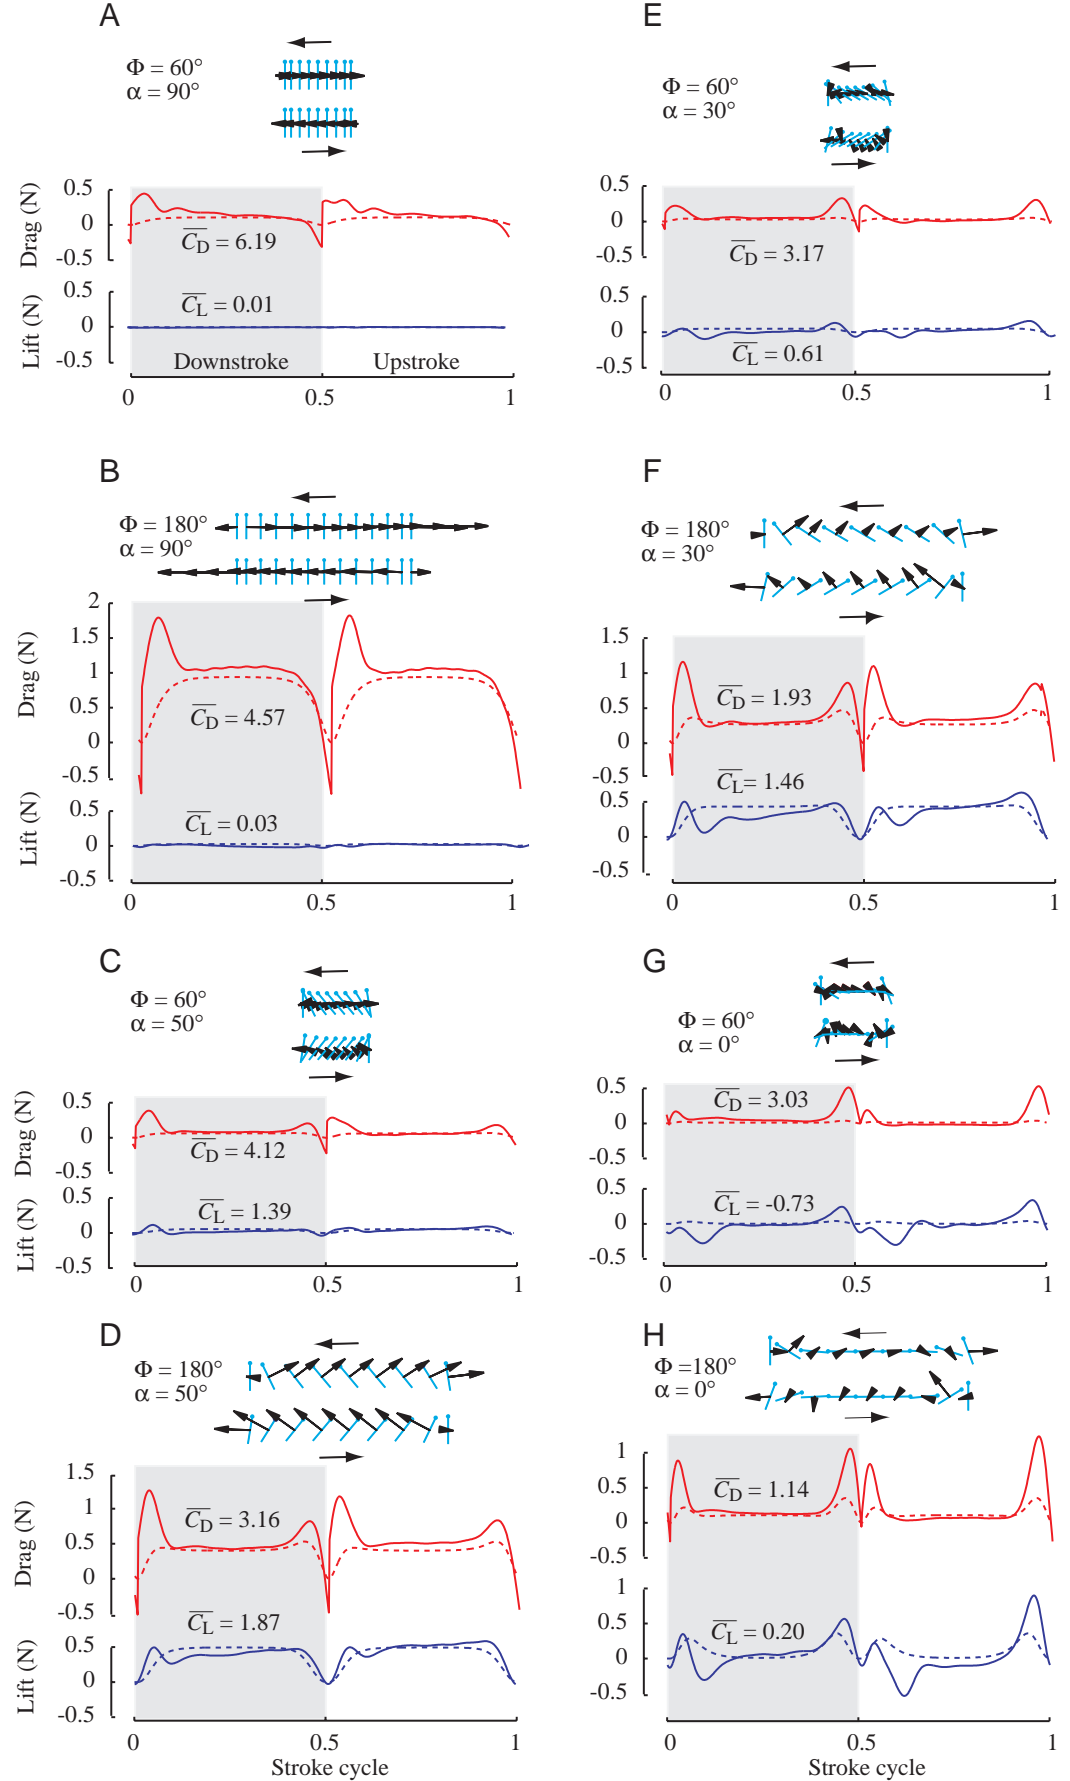 A
Φ = 60°
α = 90°
Drag (N)
0.5
0
-0.5
C̅D̅ = 6.19
Lift (N)
0.5
0
-0.5
C̅L̅ = 0.01
Downstroke
Upstroke
0
0.5
1
B
Φ = 180°
α = 90°
Drag (N)
2
1
0.5
0
-0.5
C̅D̅ = 4.57
Lift (N)
0.5
0
-0.5
C̅L̅ = 0.03
0
0.5
1
C
Φ = 60°
α = 50°
Drag (N)
0.5
0
-0.5
C̅D̅ = 4.12
Lift (N)
0.5
0
-0.5
C̅L̅ = 1.39
0
0.5
1
D
Φ = 180°
α = 50°
Drag (N)
1.5
1
0.5
0
-0.5
C̅D̅ = 3.16
Lift (N)
0.5
0
-0.5
C̅L̅ = 1.87
0
0.5
1
Stroke cycle
E
Φ = 60°
α = 30°
0.5
0
-0.5
C̅D̅ = 3.17
0.5
0
-0.5
C̅L̅ = 0.61
0
0.5
1
F
Φ = 180°
α = 30°
1.5
1
0.5
0
-0.5
C̅D̅ = 1.93
0.5
0
-0.5
C̅L̅= 1.46
0
0.5
1
G
Φ = 60°
α = 0°
0.5
0
-0.5
C̅D̅ = 3.03
0.5
0
-0.5
C̅L̅ = -0.73
0
0.5
1
H
Φ =180°
α = 0°
1
0.5
0
-0.5
C̅D̅ = 1.14
1
0.5
0
-0.5
C̅L̅ = 0.20
0
0.5
1
Stroke cycle